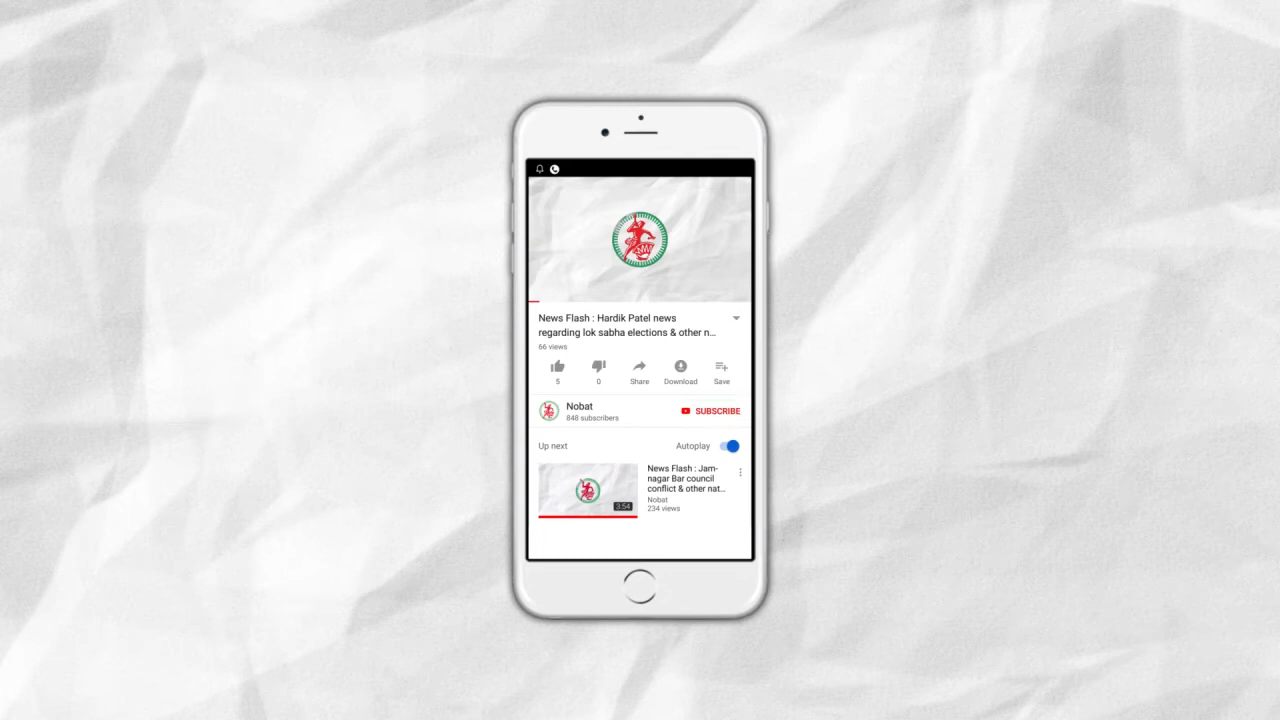 News Flash : Hardik Patel news
regarding lok sabha elections & other n...
66 views
5
0
Share
Download
Save
Nobat
848 subscribers
SUBSCRIBE
Up next
Autoplay
News Flash : Jam-
nagar Bar council
conflict & other nat...
Nobat
234 views
3:54